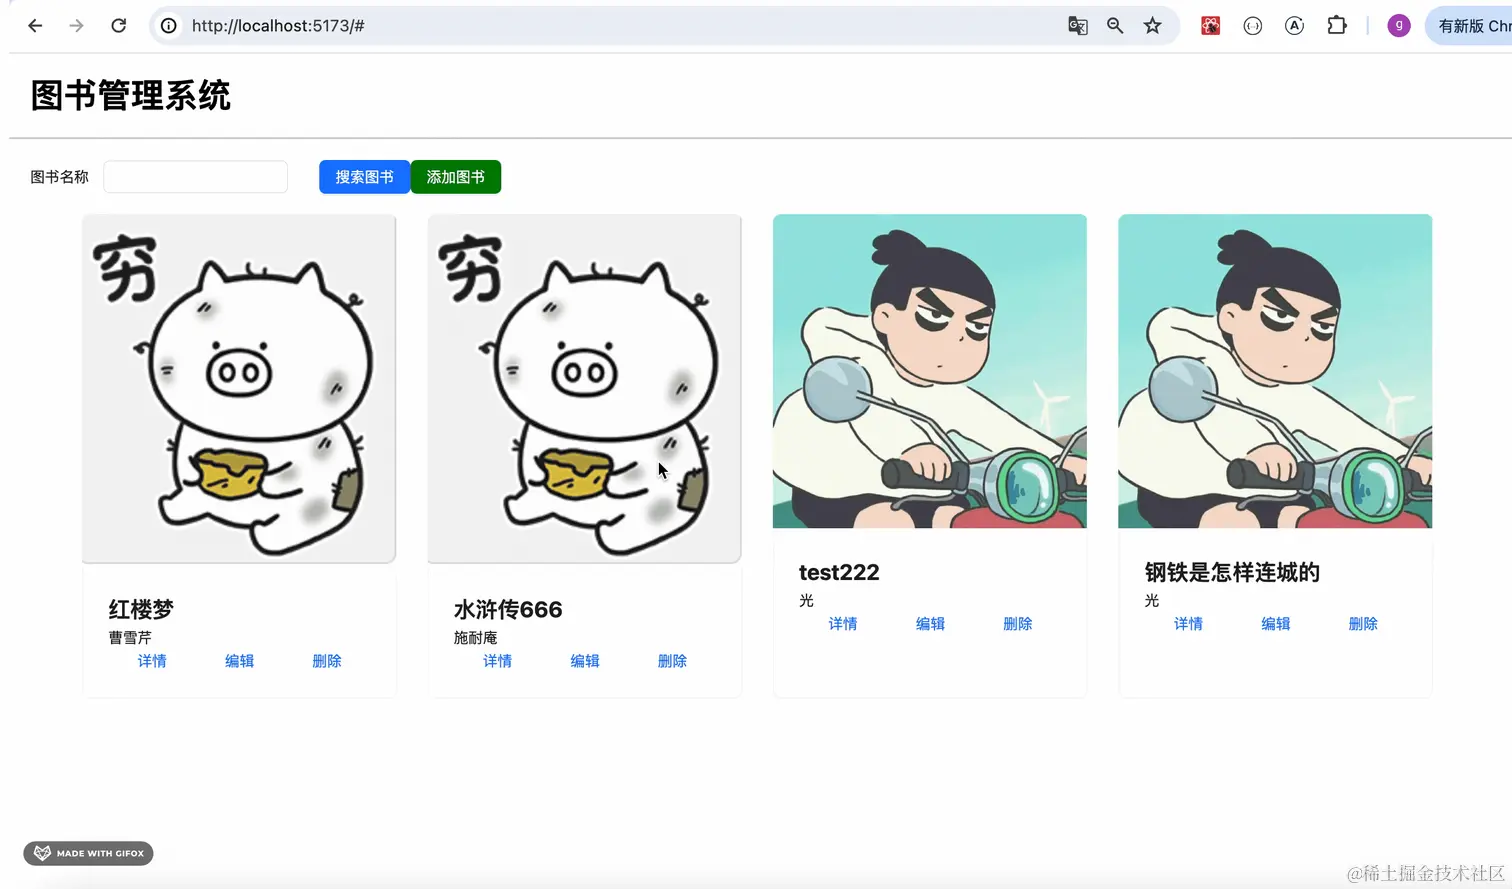 http://localhost:5173/#
g
有新版 Chr
图书管理系统
图书名称
搜索图书
添加图书
穷
穷
红楼梦
曹雪芹
详情 编辑 删除
水浒传666
施耐庵
详情 编辑 删除
test222
光
详情 编辑 删除
钢铁是怎样连城的
光
详情 编辑 删除
MADE WITH GIFOX
@稀土掘金技术社区